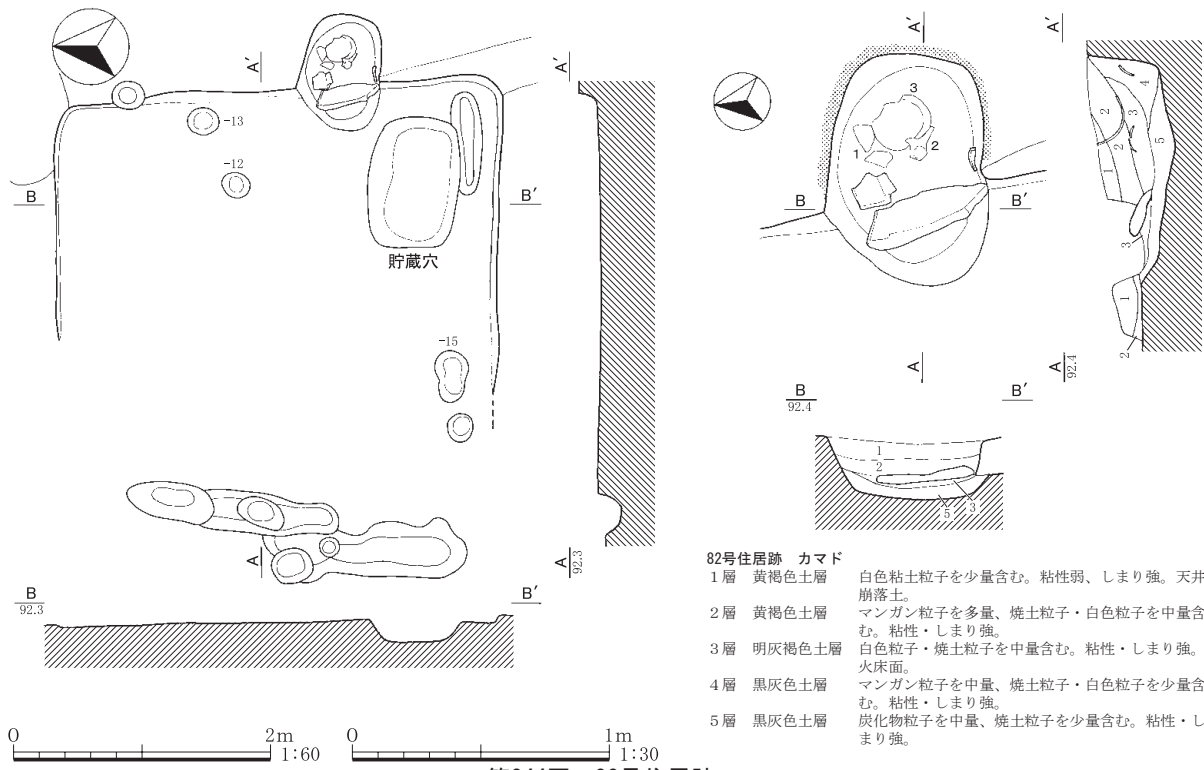 A'
-13
-12
B
B'
貯蔵穴
-15
A
B
92.3
B'
A'
A
92.3
A'
3
1
2
B
B'
A
B
92.4
B'
1
2
5
3
A'
4
2
3
2
5
1
3
1
2
A
92.4
82号住居跡 カマド
1層 黄褐色土層 白色粘土粒子を少量含む。粘性弱、しまり強。天井
崩落土。
2層 黄褐色土層 マンガン粒子を多量、焼土粒子・白色粒子を中量含
む。粘性・しまり強。
3層 明灰褐色土層 白色粒子・焼土粒子を中量含む。粘性・しまり強。
火床面。
4層 黒灰色土層 マンガン粒子を中量、焼土粒子・白色粒子を少量含
む。粘性・しまり強。
5層 黒灰色土層 炭化物粒子を中量、焼土粒子を少量含む。粘性・し
まり強。
0 2m
1:60
0 1m
1:30